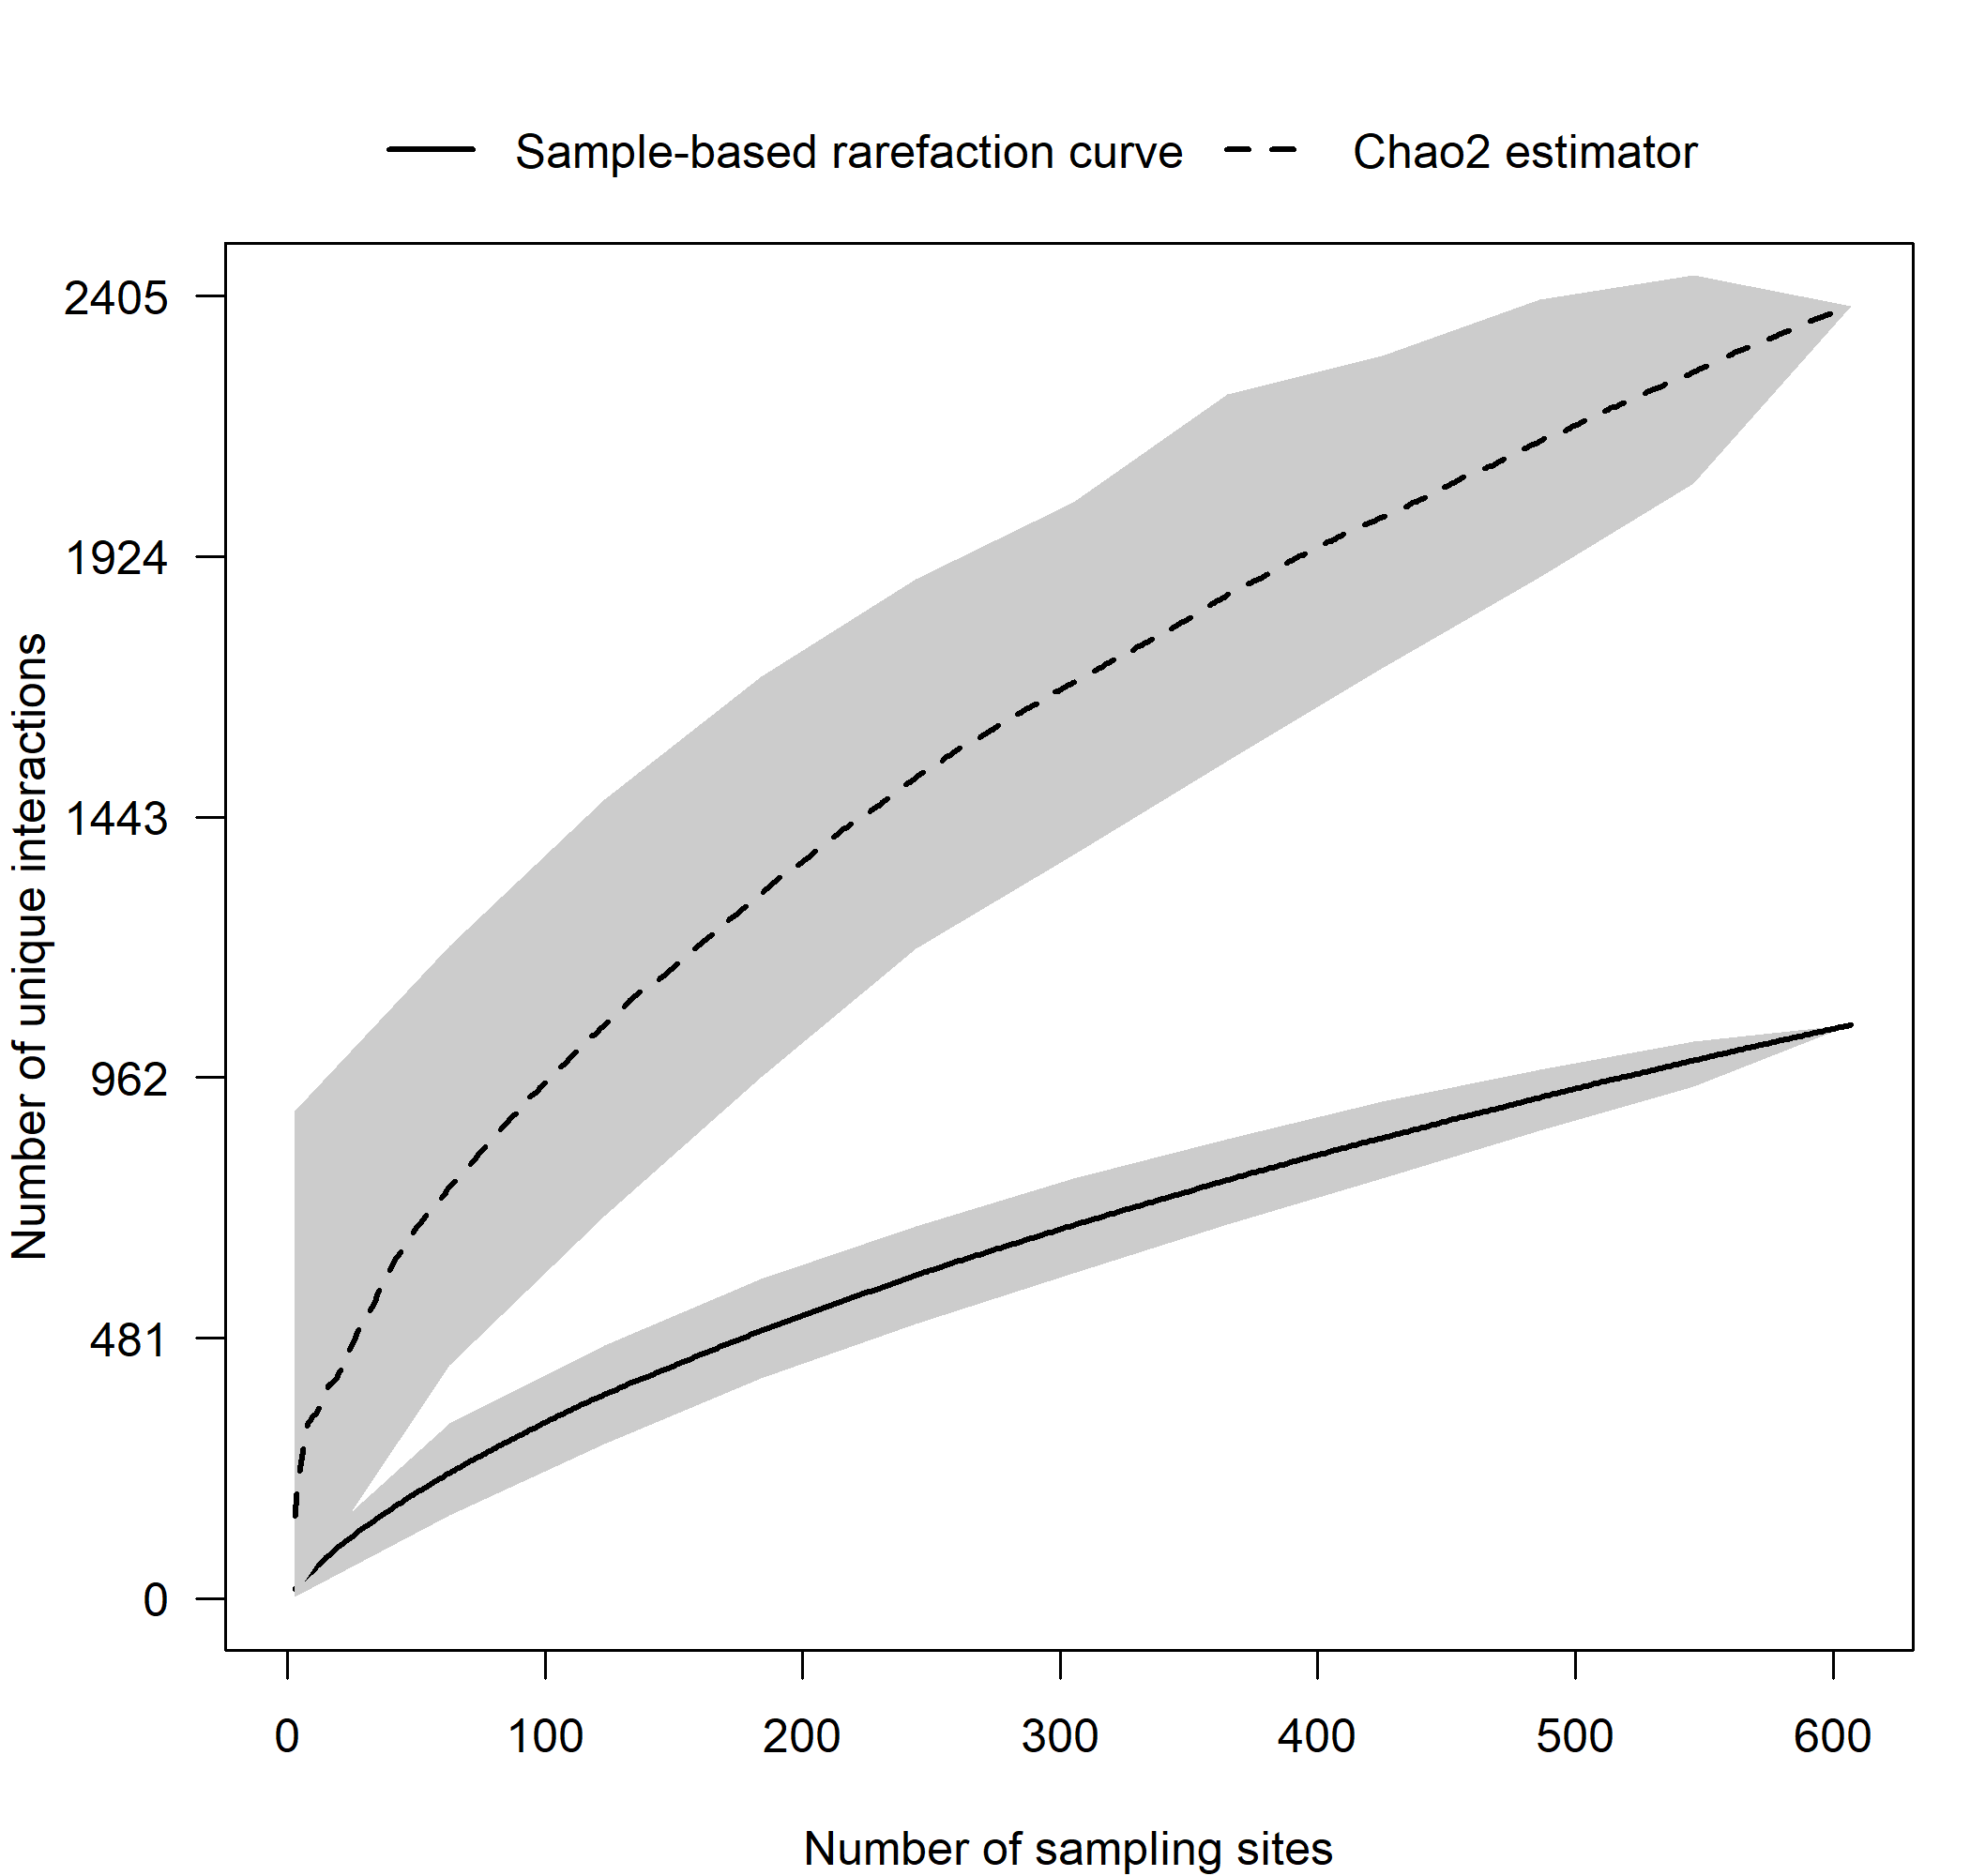 Sample-based rarefaction curve Chao2 estimator
Number of unique interactions
2405
1924
1443
962
481
0
0 100 200 300 400 500 600
Number of sampling sites